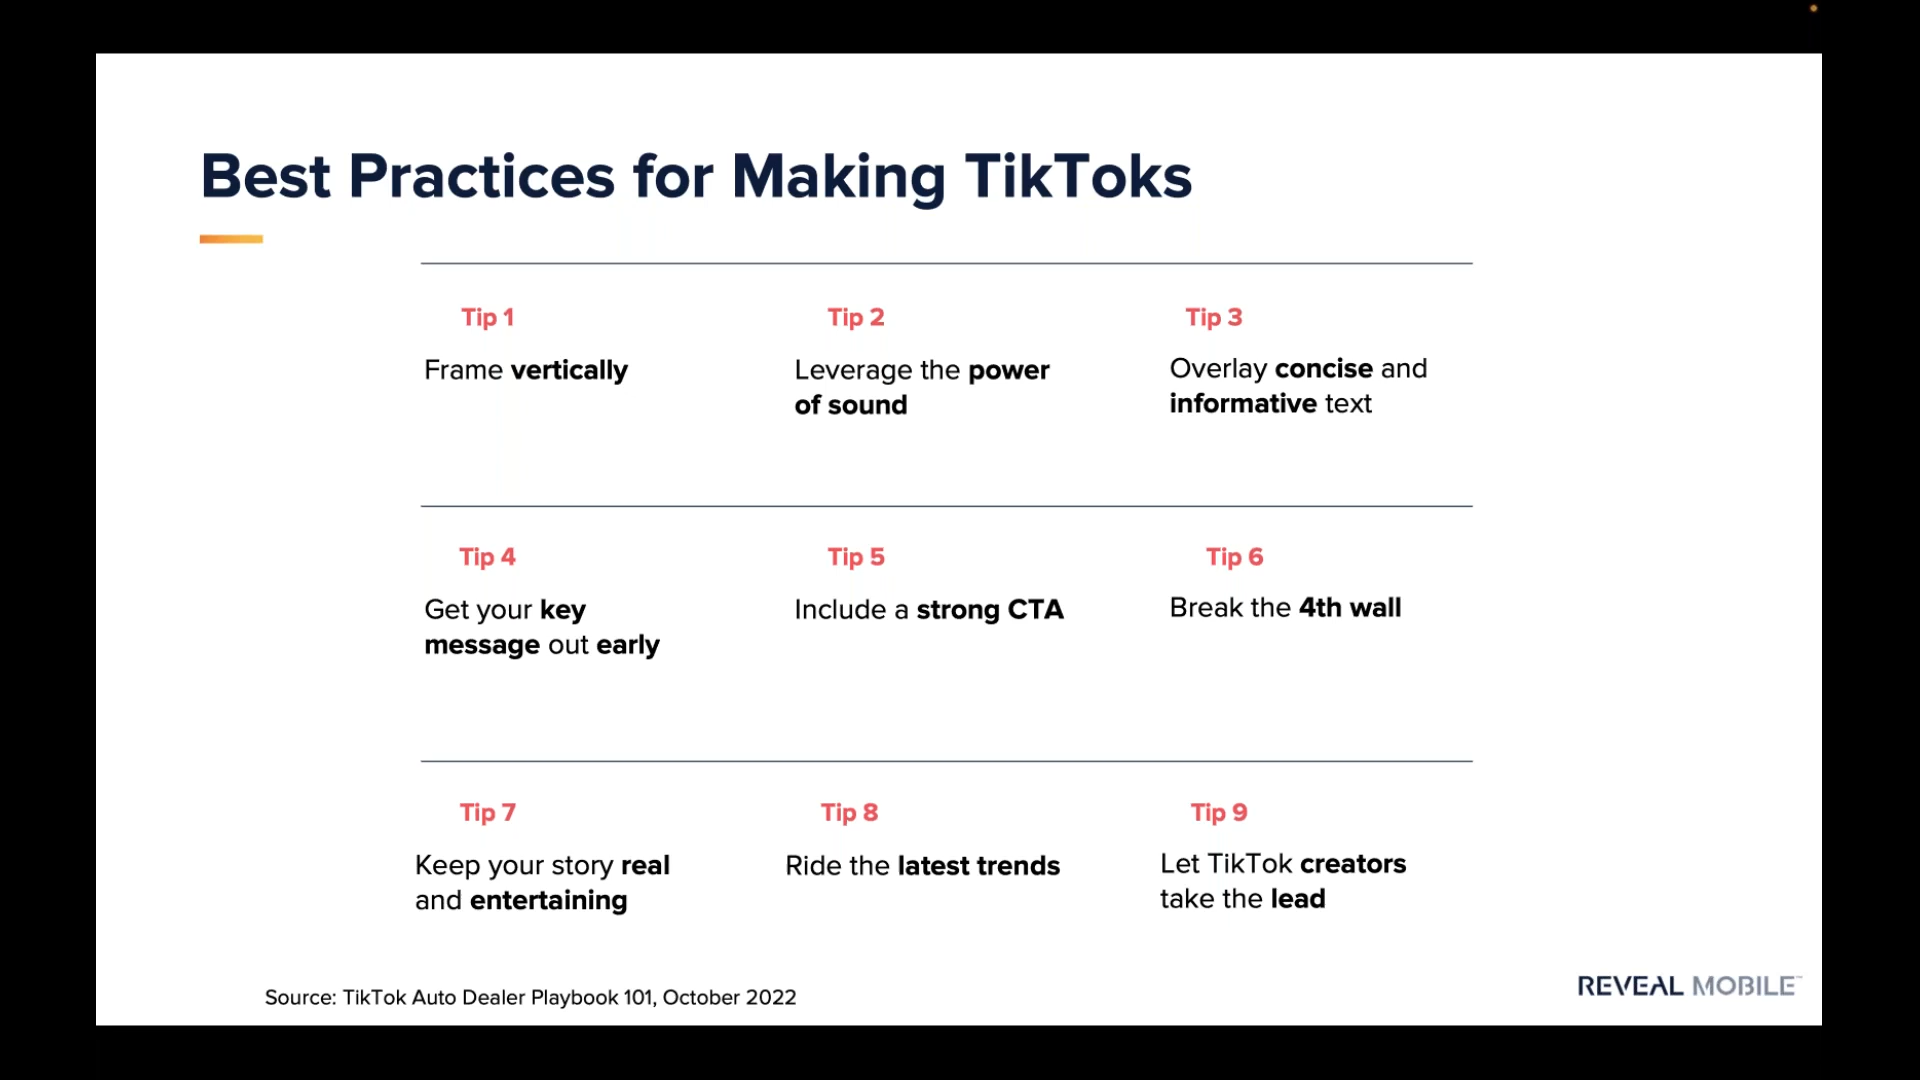 Best Practices for Making TikToks
Tip 1
Frame vertically
Tip 2
Leverage the power
of sound
Tip 3
Overlay concise and
informative text
Tip 4
Get your key
message out early
Tip 5
Include a strong CTA
Tip 6
Break the 4th wall
Tip 7
Keep your story real
and entertaining
Tip 8
Ride the latest trends
Tip 9
Let TikTok creators
take the lead
Source: TikTok Auto Dealer Playbook 101, October 2022
REVEAL MOBILE™